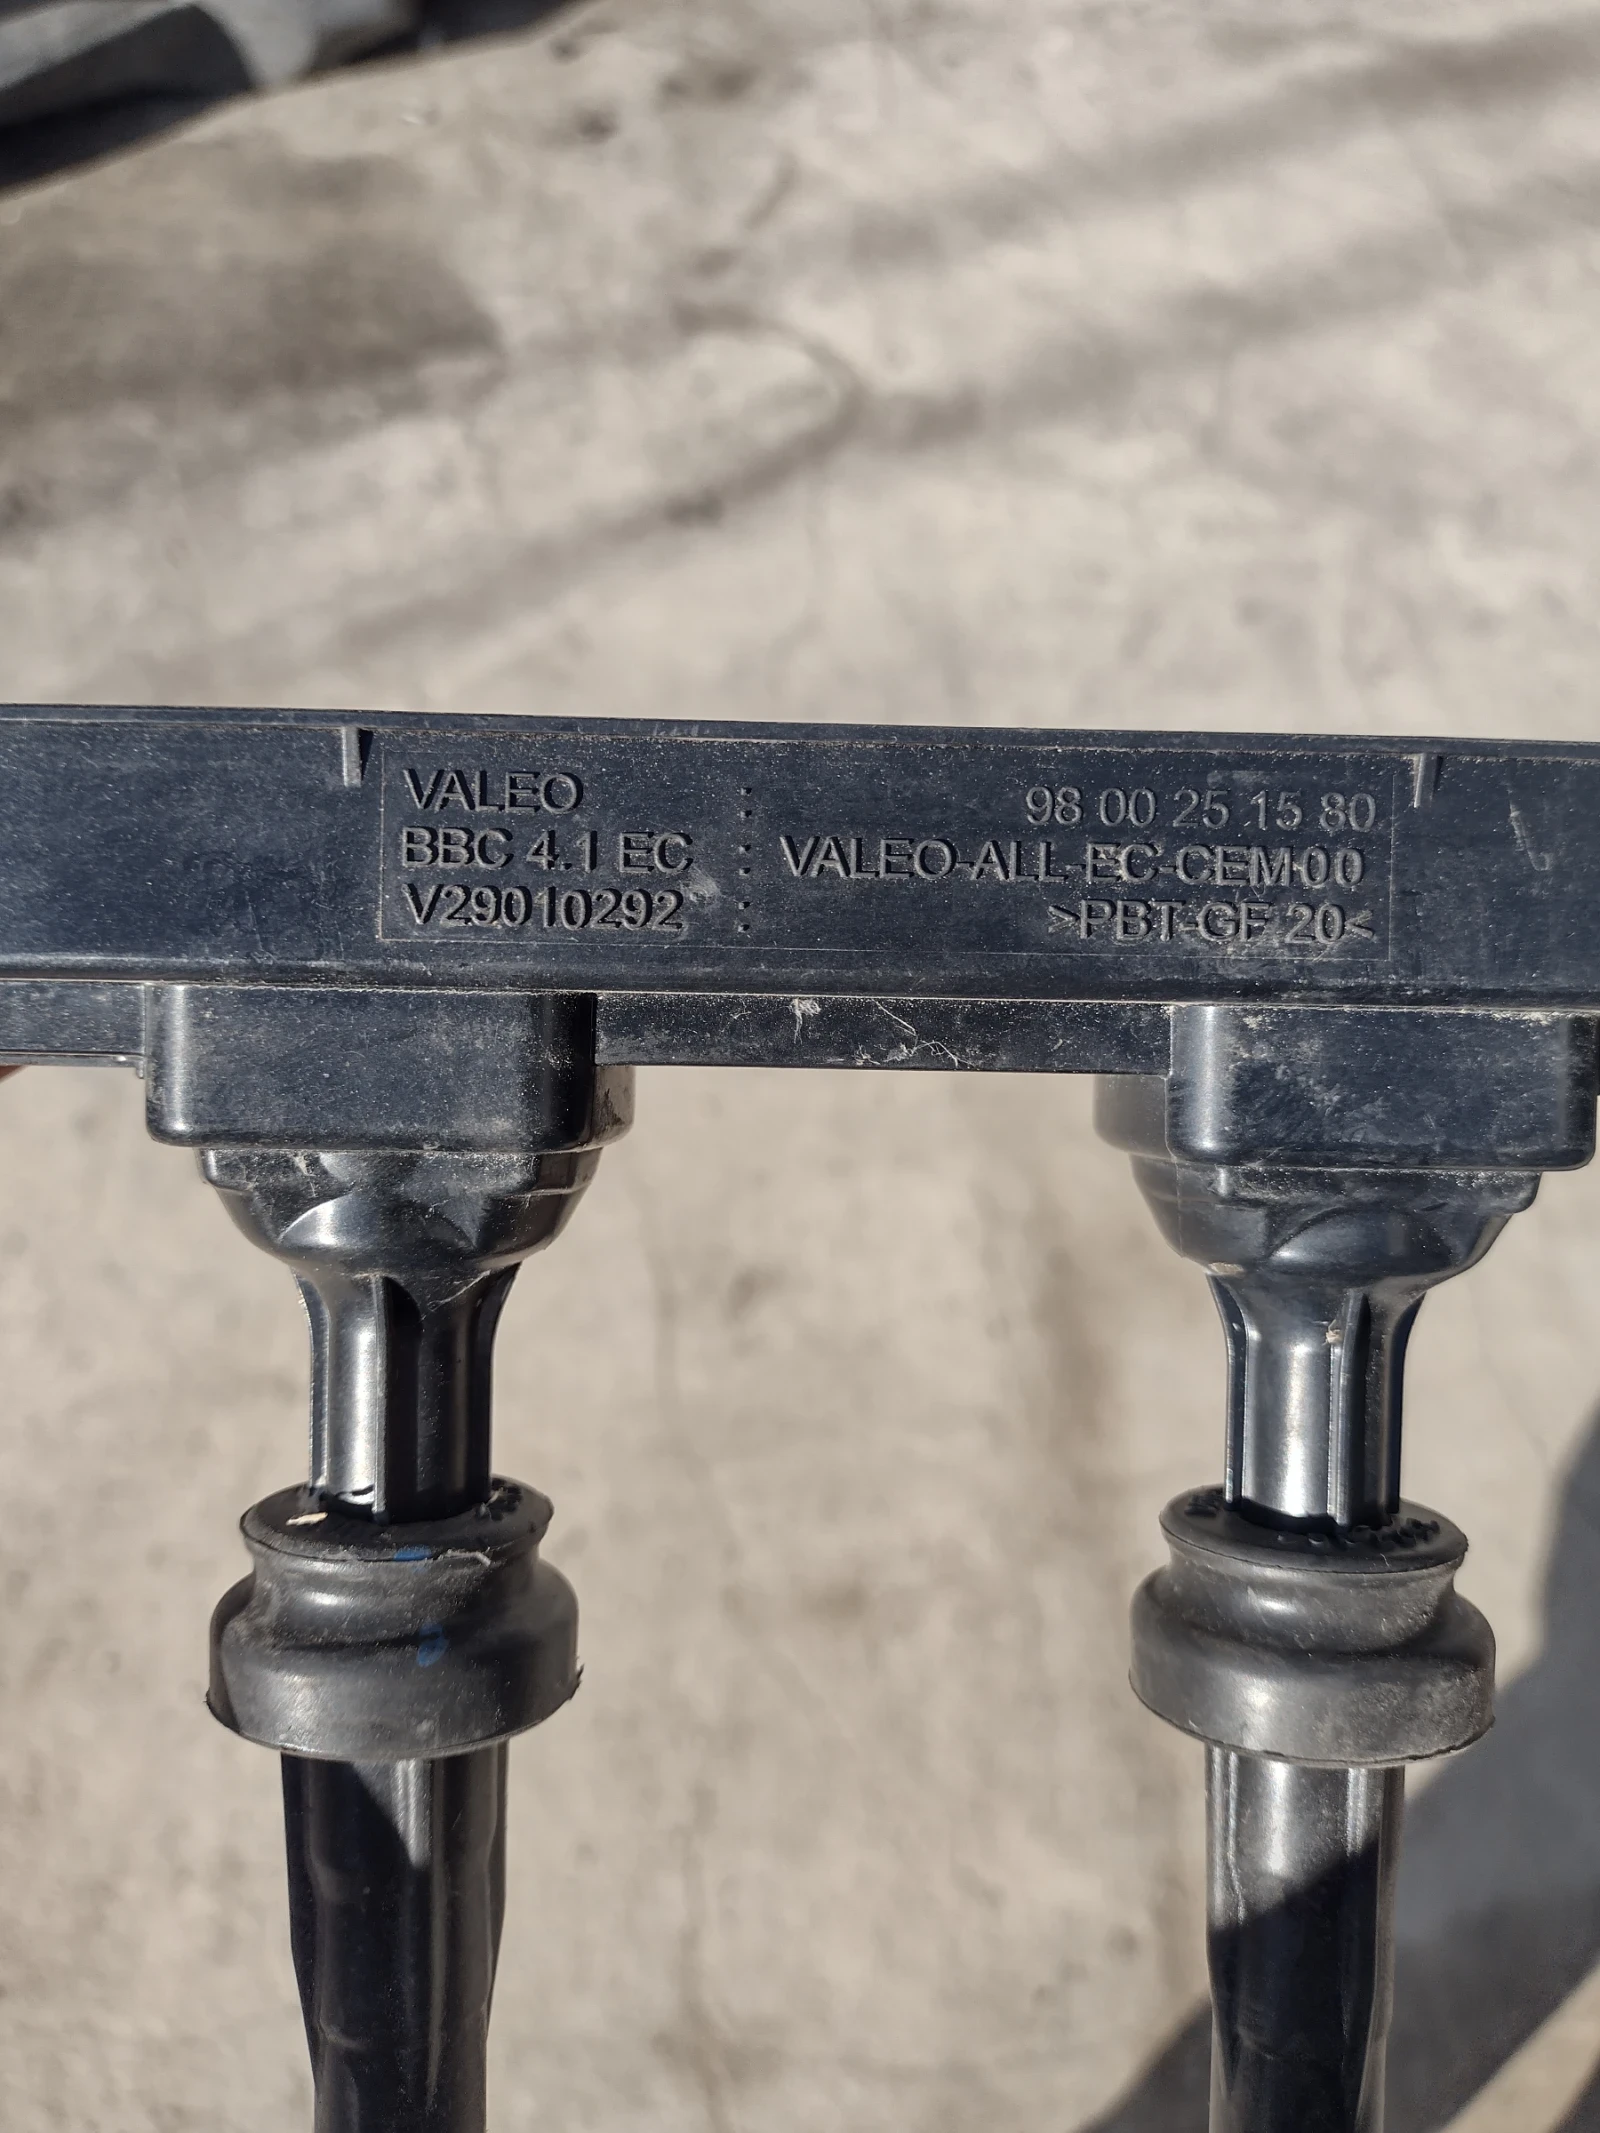 VALEO : 98 00 25 15 80
BBC 4.1 EC : VALEO-ALL-EC-CEM-00
V29010292 : >PBT-GF 20<